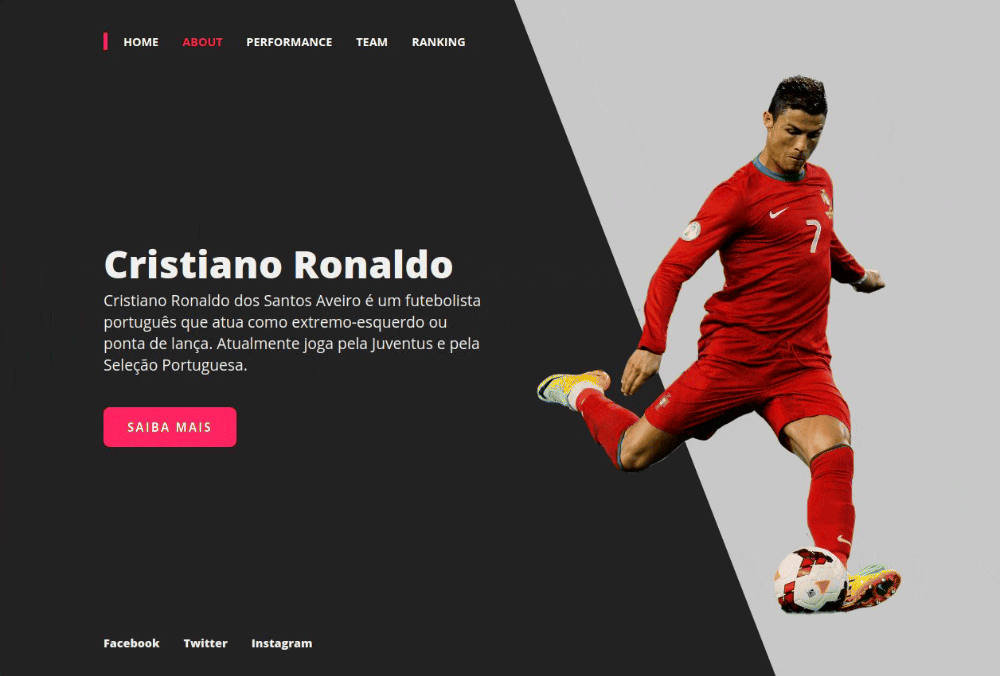 HOME ABOUT PERFORMANCE TEAM RANKING
Cristiano Ronaldo
Cristiano Ronaldo dos Santos Aveiro é um futebolista
português que atua como extremo-esquerdo ou
ponta de lança. Atualmente joga pela Juventus e pela
Seleção Portuguesa.
SAIBA MAIS
7
Facebook Twitter Instagram